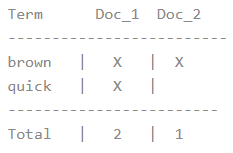 Term      Doc_1  Doc_2
-------------------------
brown   |   X   |  X
quick   |   X   |
------------------------
Total   |   2   |  1